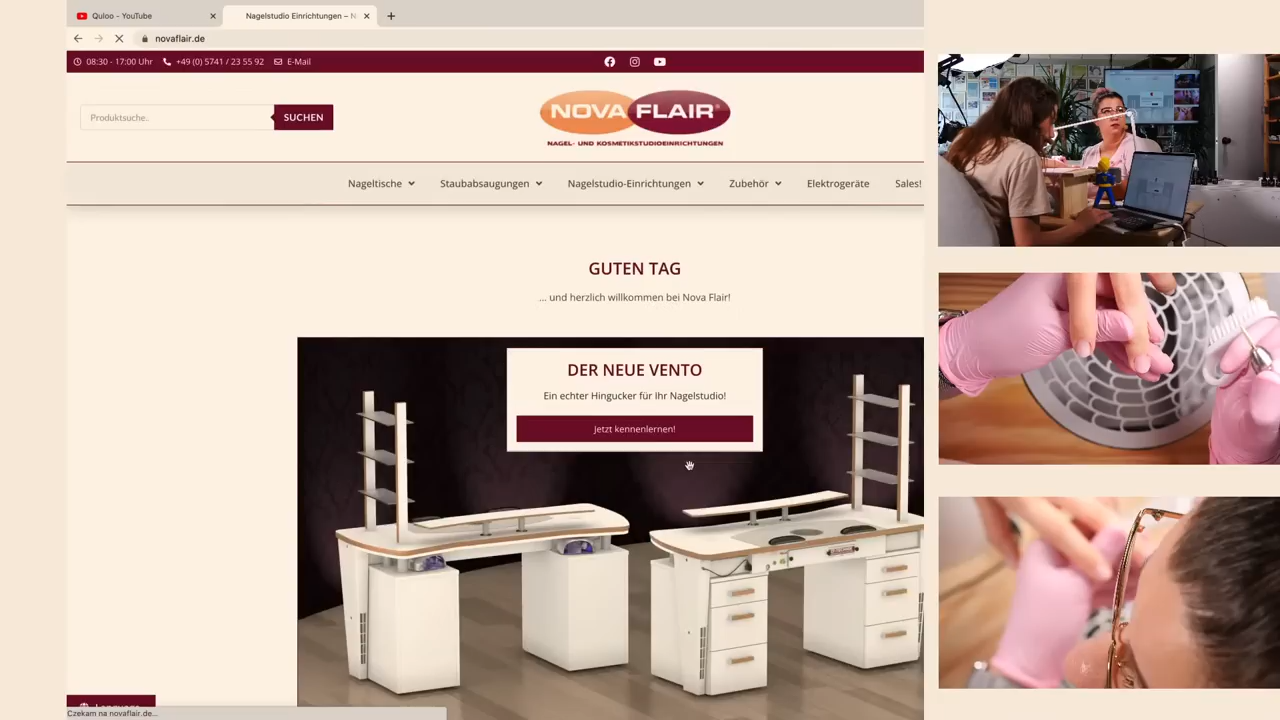 Quloo - YouTube
Nagelstudio Einrichtungen – N
novaflair.de
08:30 - 17:00 Uhr
+49 (0) 5741 / 23 55 92
E-Mail
Produktsuche..
SUCHEN
NOVA FLAIR®
NAGEL- UND KOSMETIKSTUDIOEINRICHTUNGEN
Nageltische
Staubabsaugungen
Nagelstudio-Einrichtungen
Zubehör
Elektrogeräte
Sales!
GUTEN TAG
... und herzlich willkommen bei Nova Flair!
DER NEUE VENTO
Ein echter Hingucker für Ihr Nagelstudio!
Jetzt kennenlernen!
Czekam na novaflair.de...